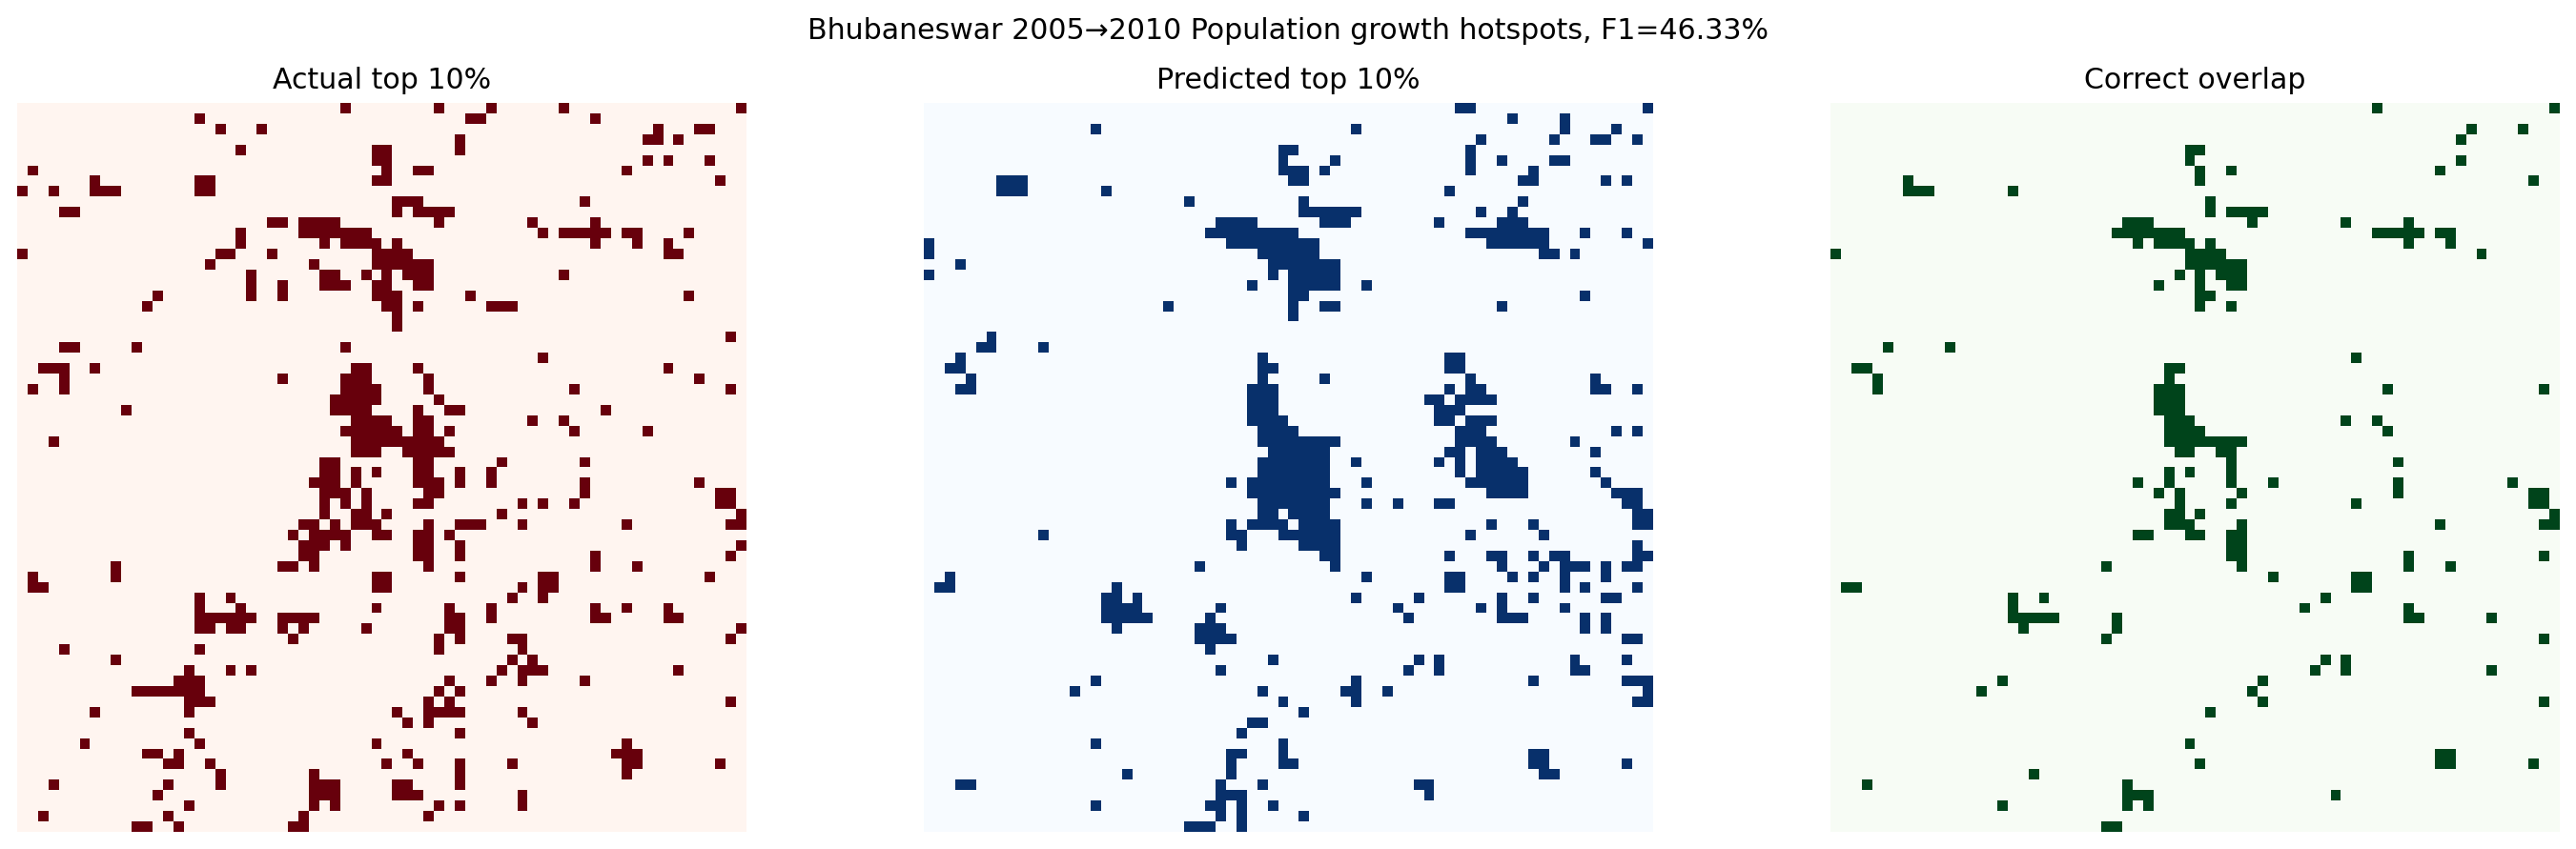 Bhubaneswar 2005→2010 Population growth hotspots, F1=46.33%
Actual top 10%
Predicted top 10%
Correct overlap